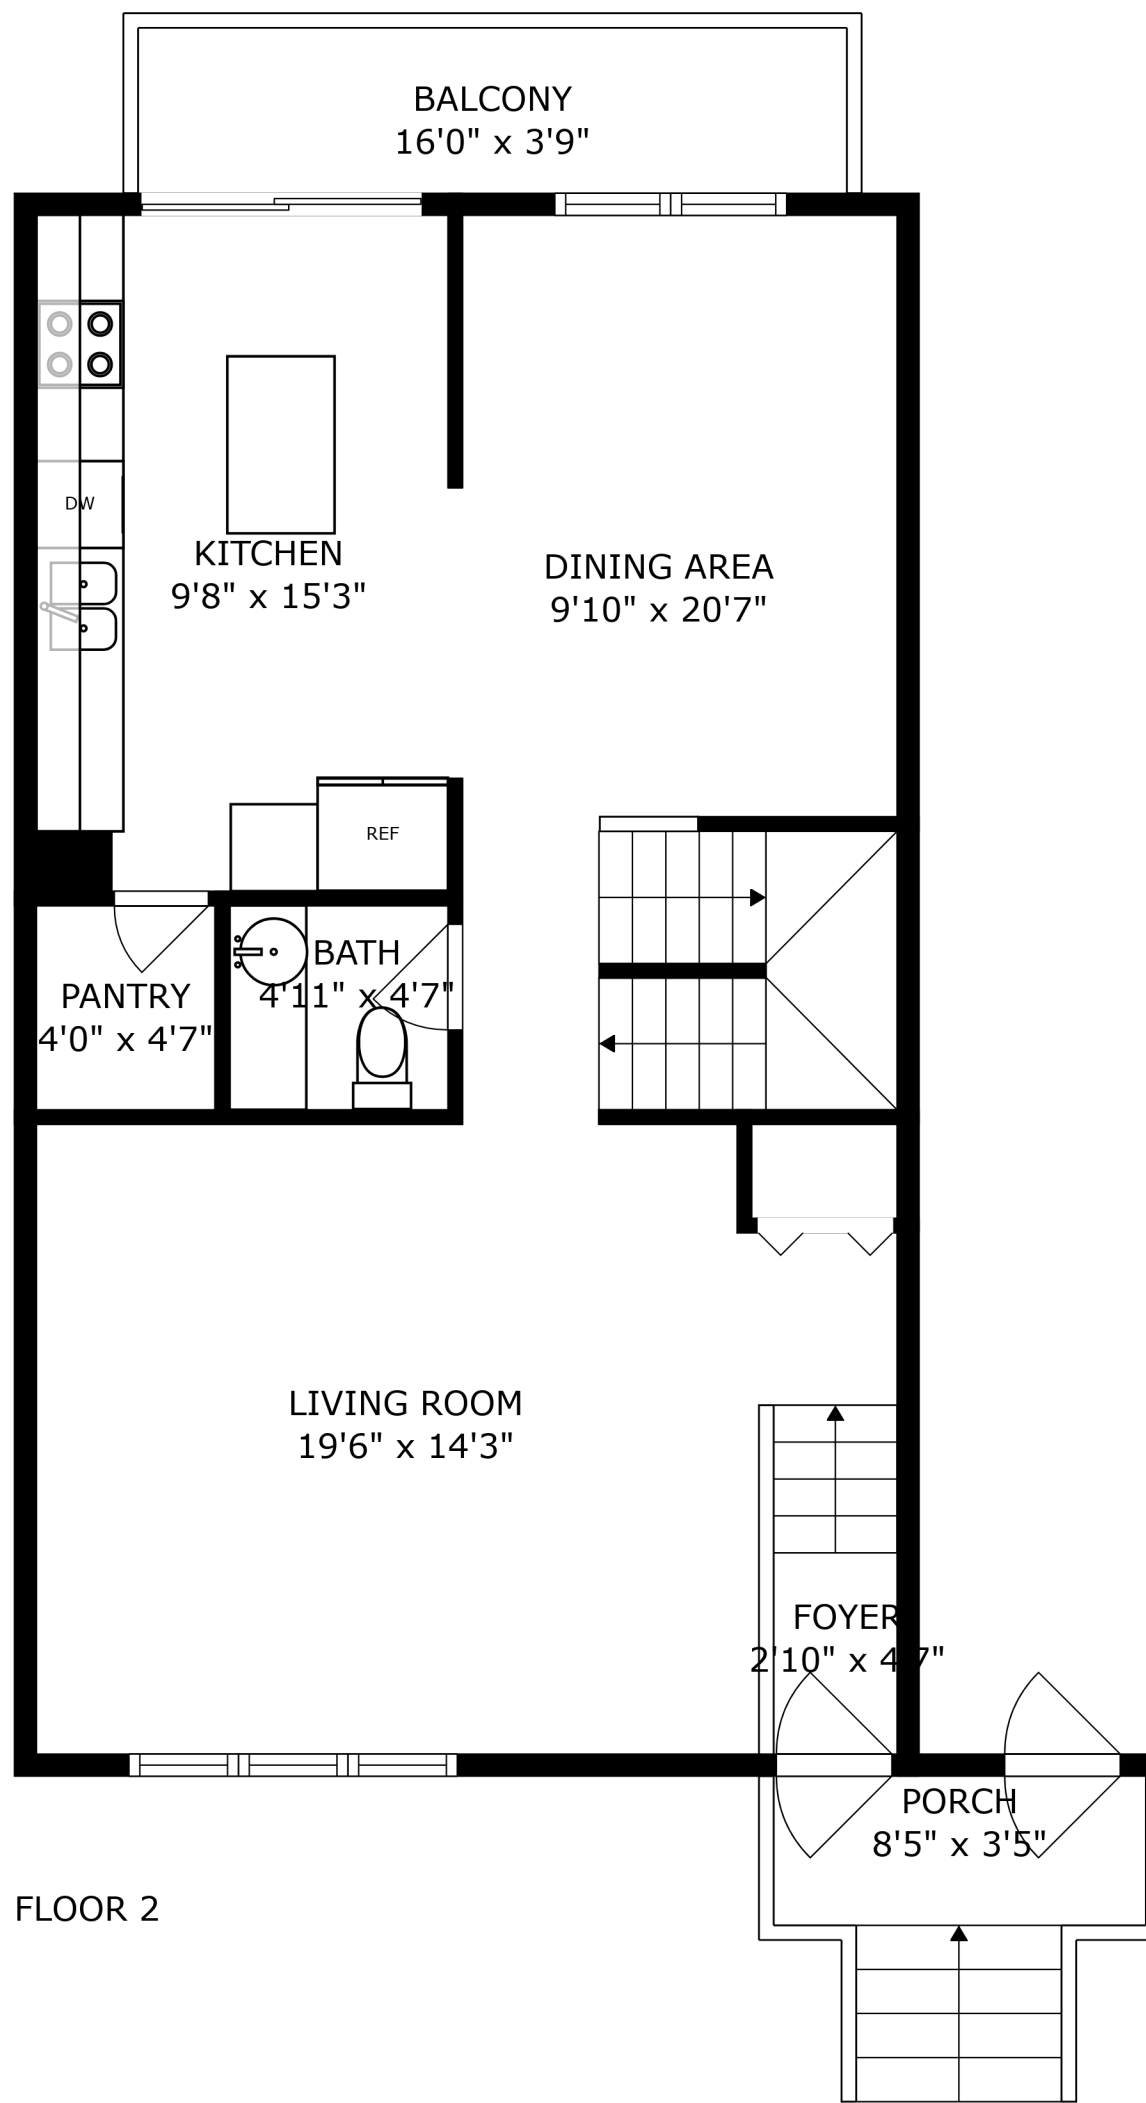 BALCONY
16'0" x 3'9"
DW
KITCHEN
9'8" x 15'3"
DINING AREA
9'10" x 20'7"
REF
BATH
4'11" x 4'7"
PANTRY
4'0" x 4'7"
LIVING ROOM
19'6" x 14'3"
FOYER
2'10" x 4'7"
PORCH
8'5" x 3'5"
FLOOR 2